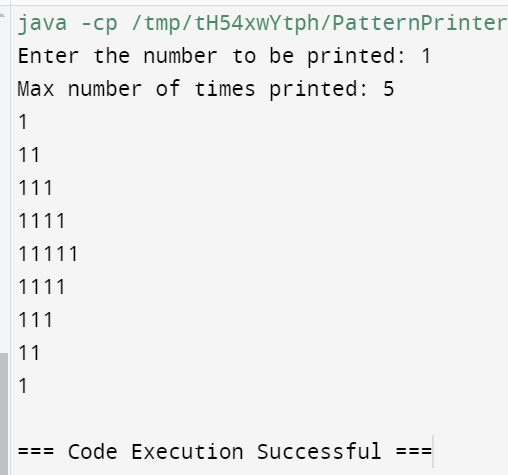 java -cp /tmp/tH54xwYtph/PatternPrinter
Enter the number to be printed: 1
Max number of times printed: 5
1
11
111
1111
11111
1111
111
11
1
=== Code Execution Successful ===